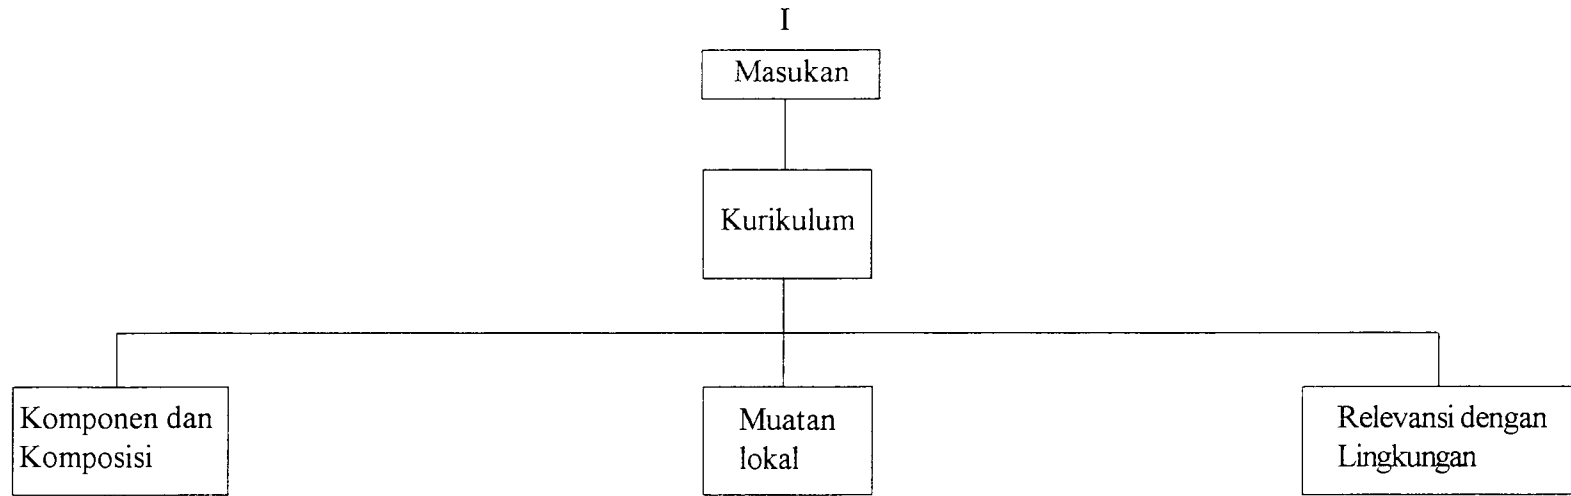 I
Masukan
Kurikulum
Komponen dan
Komposisi
Muatan
lokal
Relevansi dengan
Lingkungan